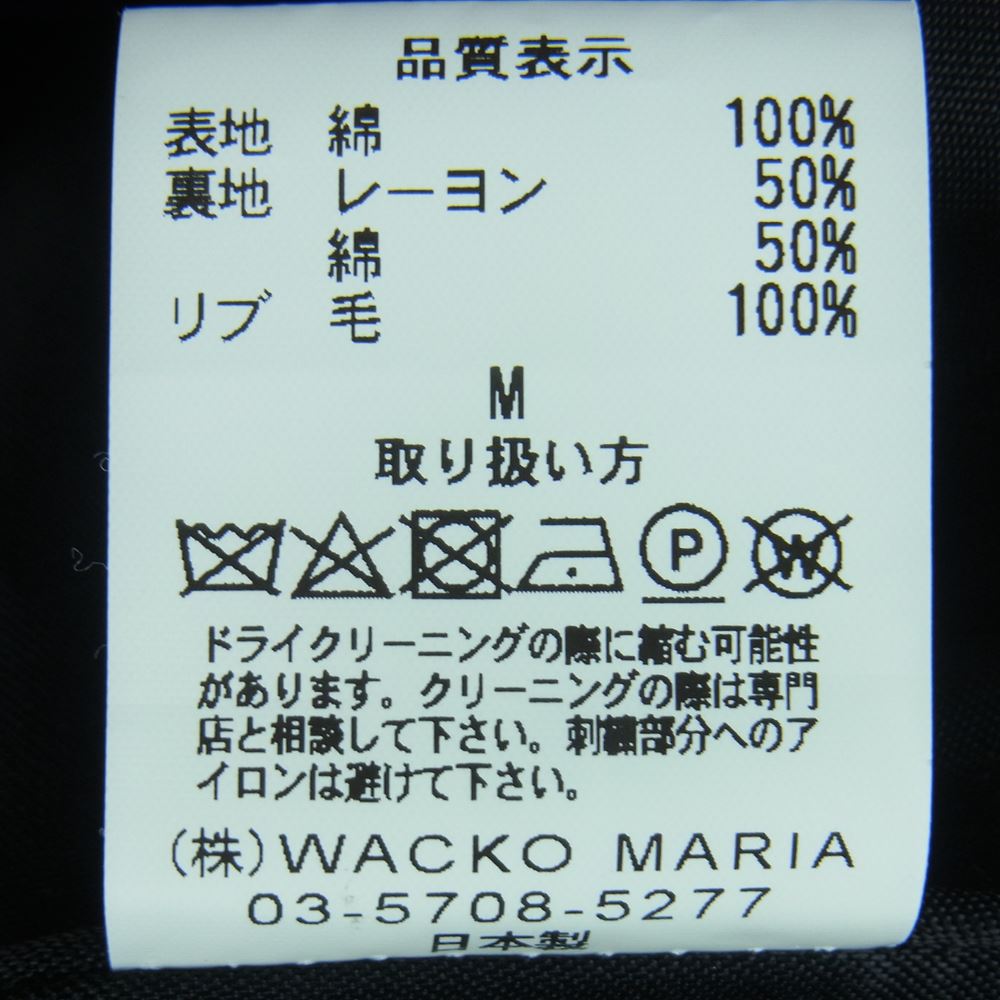 品質表示
表地 綿 100%
裏地 レーヨン 50%
綿 50%
リブ 毛 100%
M
取り扱い方
P W
ドライクリーニングの際に縮む可能性
があります。クリーニングの際は専門
店と相談して下さい。刺繍部分へのア
イロンは避けて下さい。
(株)WACKO MARIA
03-5708-5277
日本製